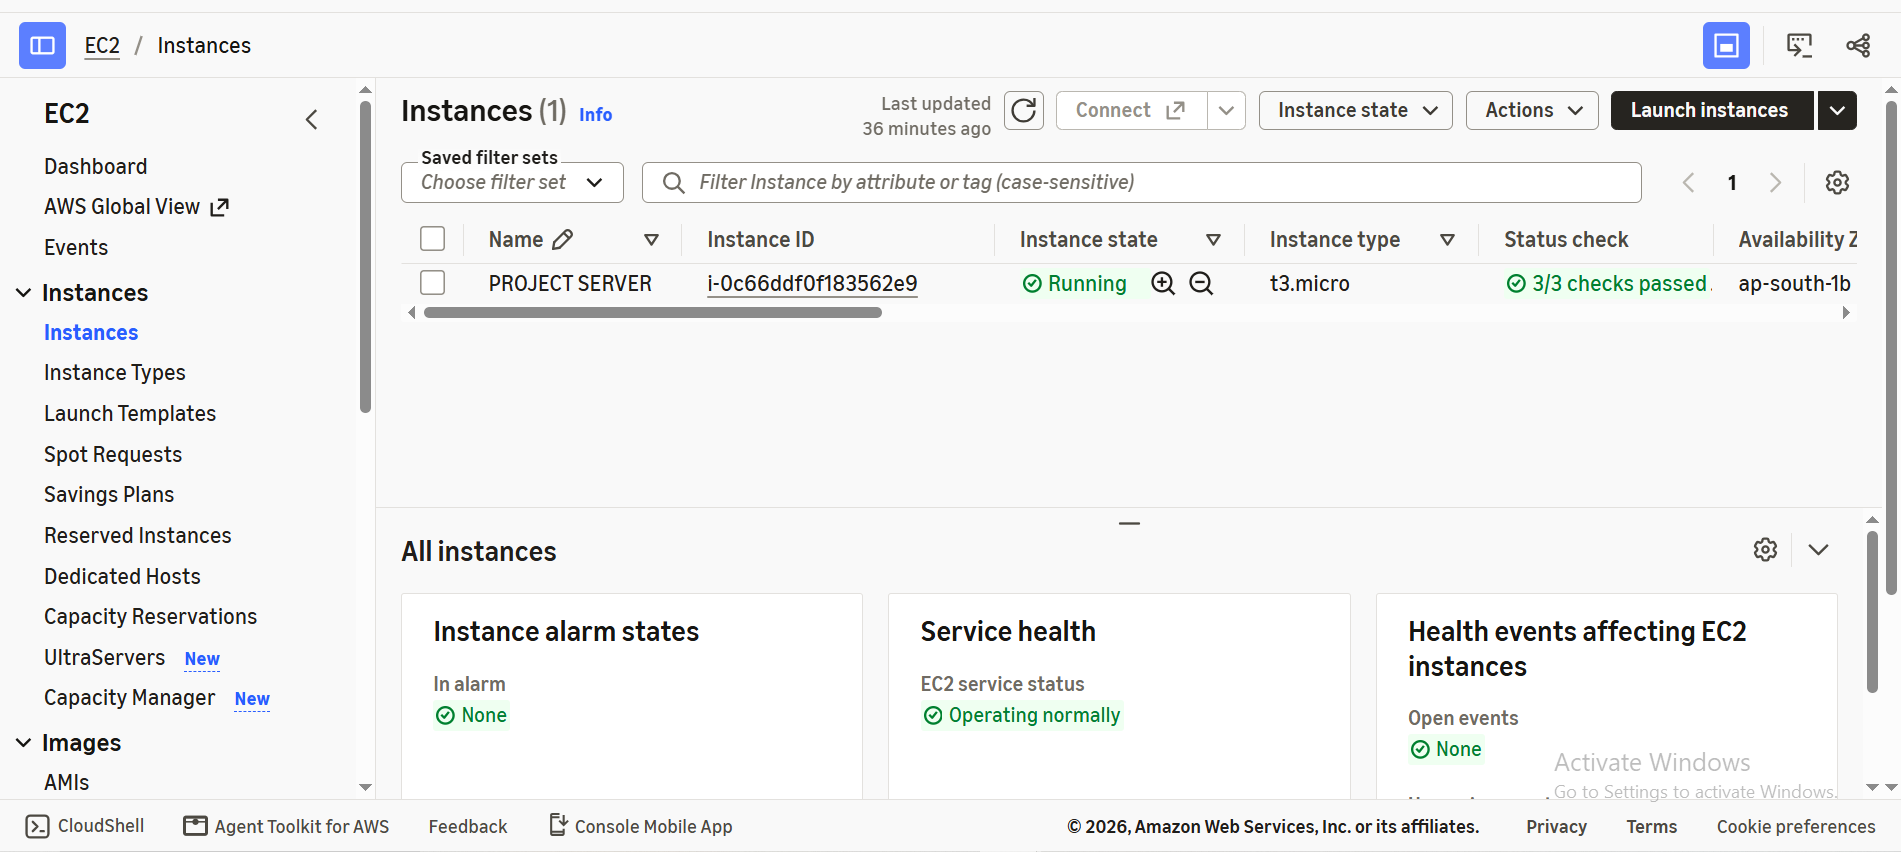 EC2 / Instances
EC2
Dashboard
AWS Global View
Events
Instances
Instances
Instance Types
Launch Templates
Spot Requests
Savings Plans
Reserved Instances
Dedicated Hosts
Capacity Reservations
UltraServers New
Capacity Manager New
Images
AMIs
Instances (1) Info
Last updated
36 minutes ago
Connect
Instance state
Actions
Launch instances
Saved filter sets
Choose filter set
Filter Instance by attribute or tag (case-sensitive)
1
Name Instance ID Instance state Instance type Status check Availability Z
PROJECT SERVER i-0c66ddf0f183562e9 Running t3.micro 3/3 checks passed ap-south-1b
All instances
Instance alarm states
In alarm
None
Service health
EC2 service status
Operating normally
Health events affecting EC2
instances
Open events
None
Activate Windows
Go to Settings to activate Windows.
CloudShell Agent Toolkit for AWS Feedback Console Mobile App © 2026, Amazon Web Services, Inc. or its affiliates. Privacy Terms Cookie preferences